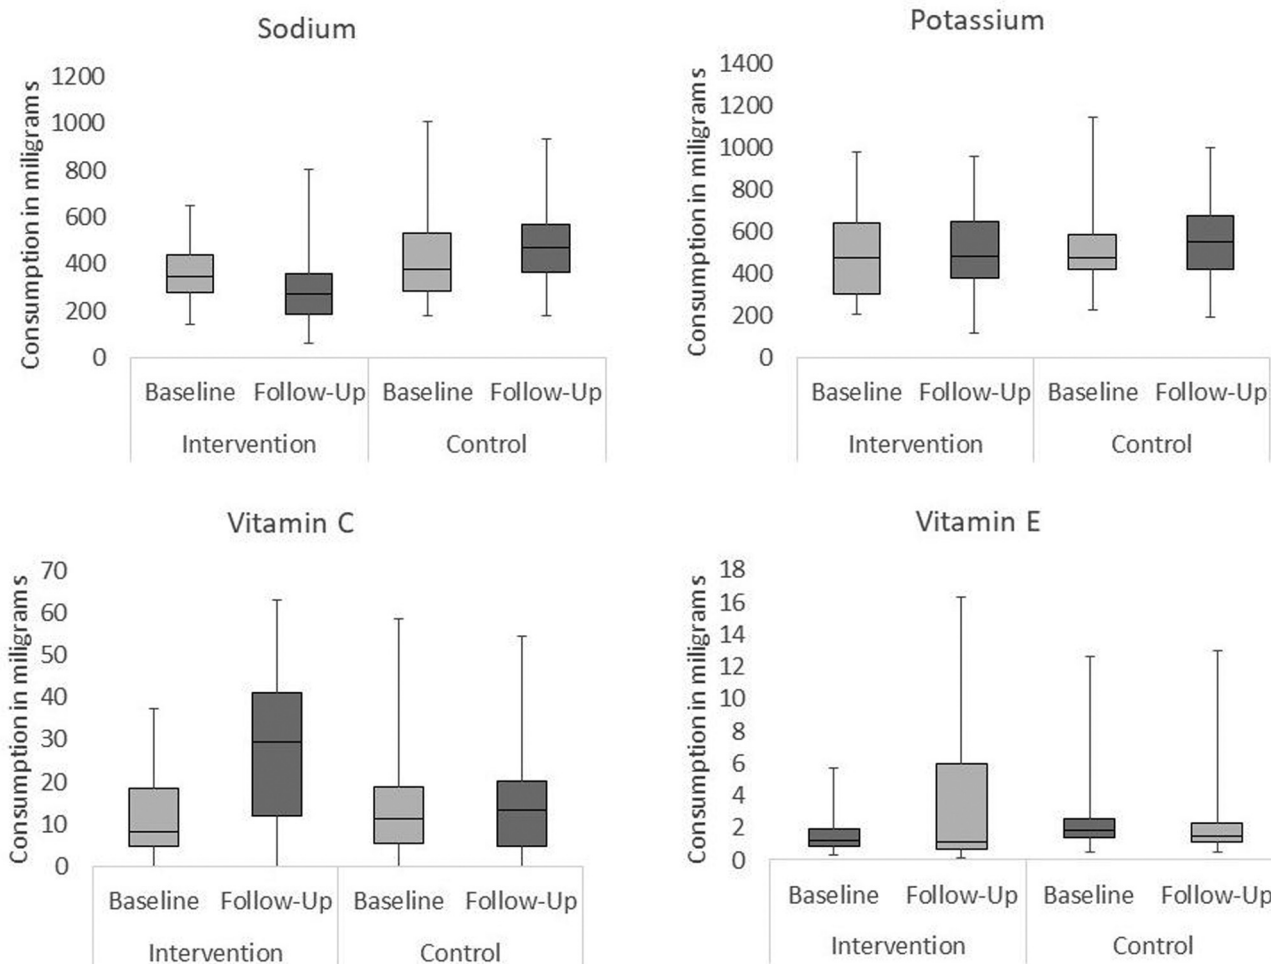 Sodium
Consumption in miligrams
1200
1000
800
600
400
200
0
Baseline Follow-Up Baseline Follow-Up
Intervention Control
Potassium
Consumption in miligrams
1400
1200
1000
800
600
400
200
0
Baseline Follow-Up Baseline Follow-Up
Intervention Control
Vitamin C
Consumption in miligrams
70
60
50
40
30
20
10
0
Baseline Follow-Up Baseline Follow-Up
Intervention Control
Vitamin E
Consumption in miligrams
18
16
14
12
10
8
6
4
2
0
Baseline Follow-Up Baseline Follow-Up
Intervention Control